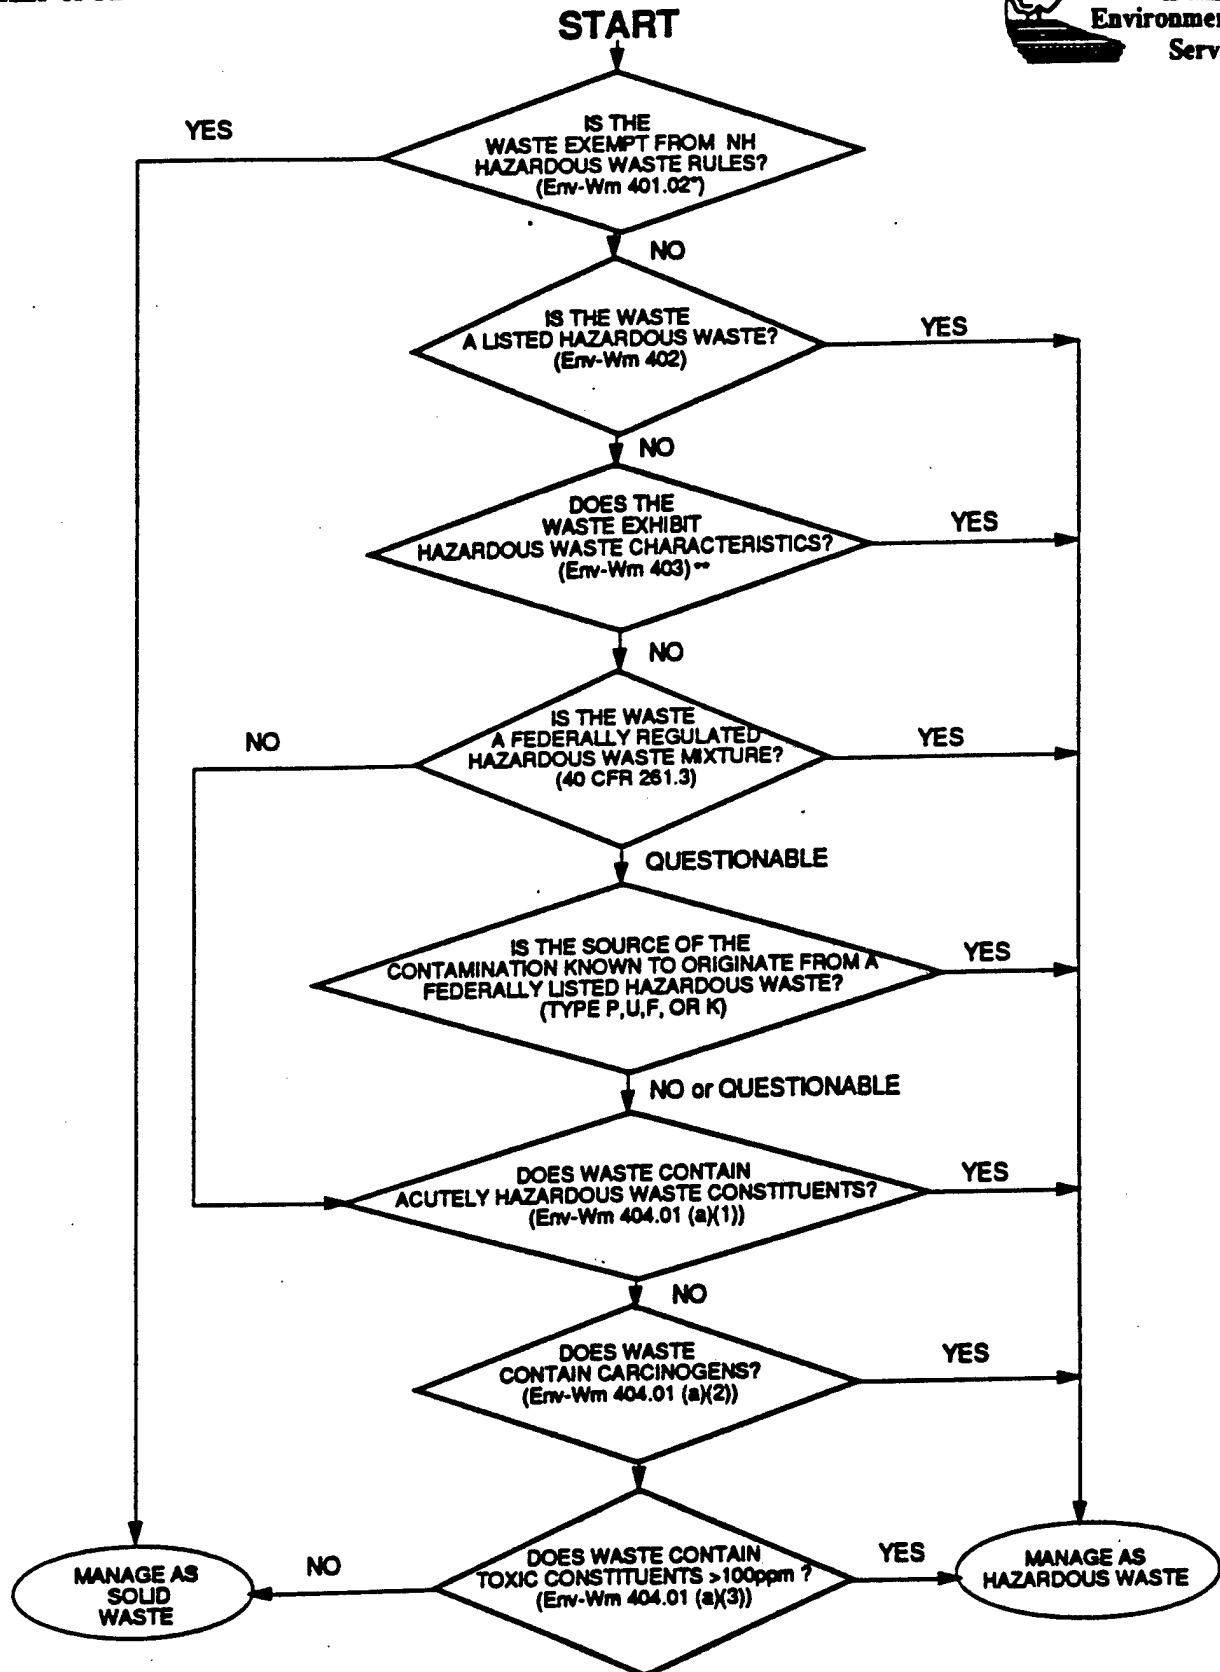 Environmen
Serv
START
IS THE
WASTE EXEMPT FROM NH
HAZARDOUS WASTE RULES?
(Env-Wm 401.02*)
YES
NO
IS THE WASTE
A LISTED HAZARDOUS WASTE?
(Env-Wm 402)
YES
NO
DOES THE
WASTE EXHIBIT
HAZARDOUS WASTE CHARACTERISTICS?
(Env-Wm 403)**
YES
NO
IS THE WASTE
A FEDERALLY REGULATED
HAZARDOUS WASTE MIXTURE?
(40 CFR 261.3)
NO
YES
QUESTIONABLE
IS THE SOURCE OF THE
CONTAMINATION KNOWN TO ORIGINATE FROM A
FEDERALLY LISTED HAZARDOUS WASTE?
(TYPE P,U,F, OR K)
YES
NO or QUESTIONABLE
DOES WASTE CONTAIN
ACUTELY HAZARDOUS WASTE CONSTITUENTS?
(Env-Wm 404.01 (a)(1))
YES
NO
DOES WASTE
CONTAIN CARCINOGENS?
(Env-Wm 404.01 (a)(2))
YES
DOES WASTE CONTAIN
TOXIC CONSTITUENTS >100ppm ?
(Env-Wm 404.01 (a)(3))
NO
YES
MANAGE AS
SOLID
WASTE
MANAGE AS
HAZARDOUS WASTE